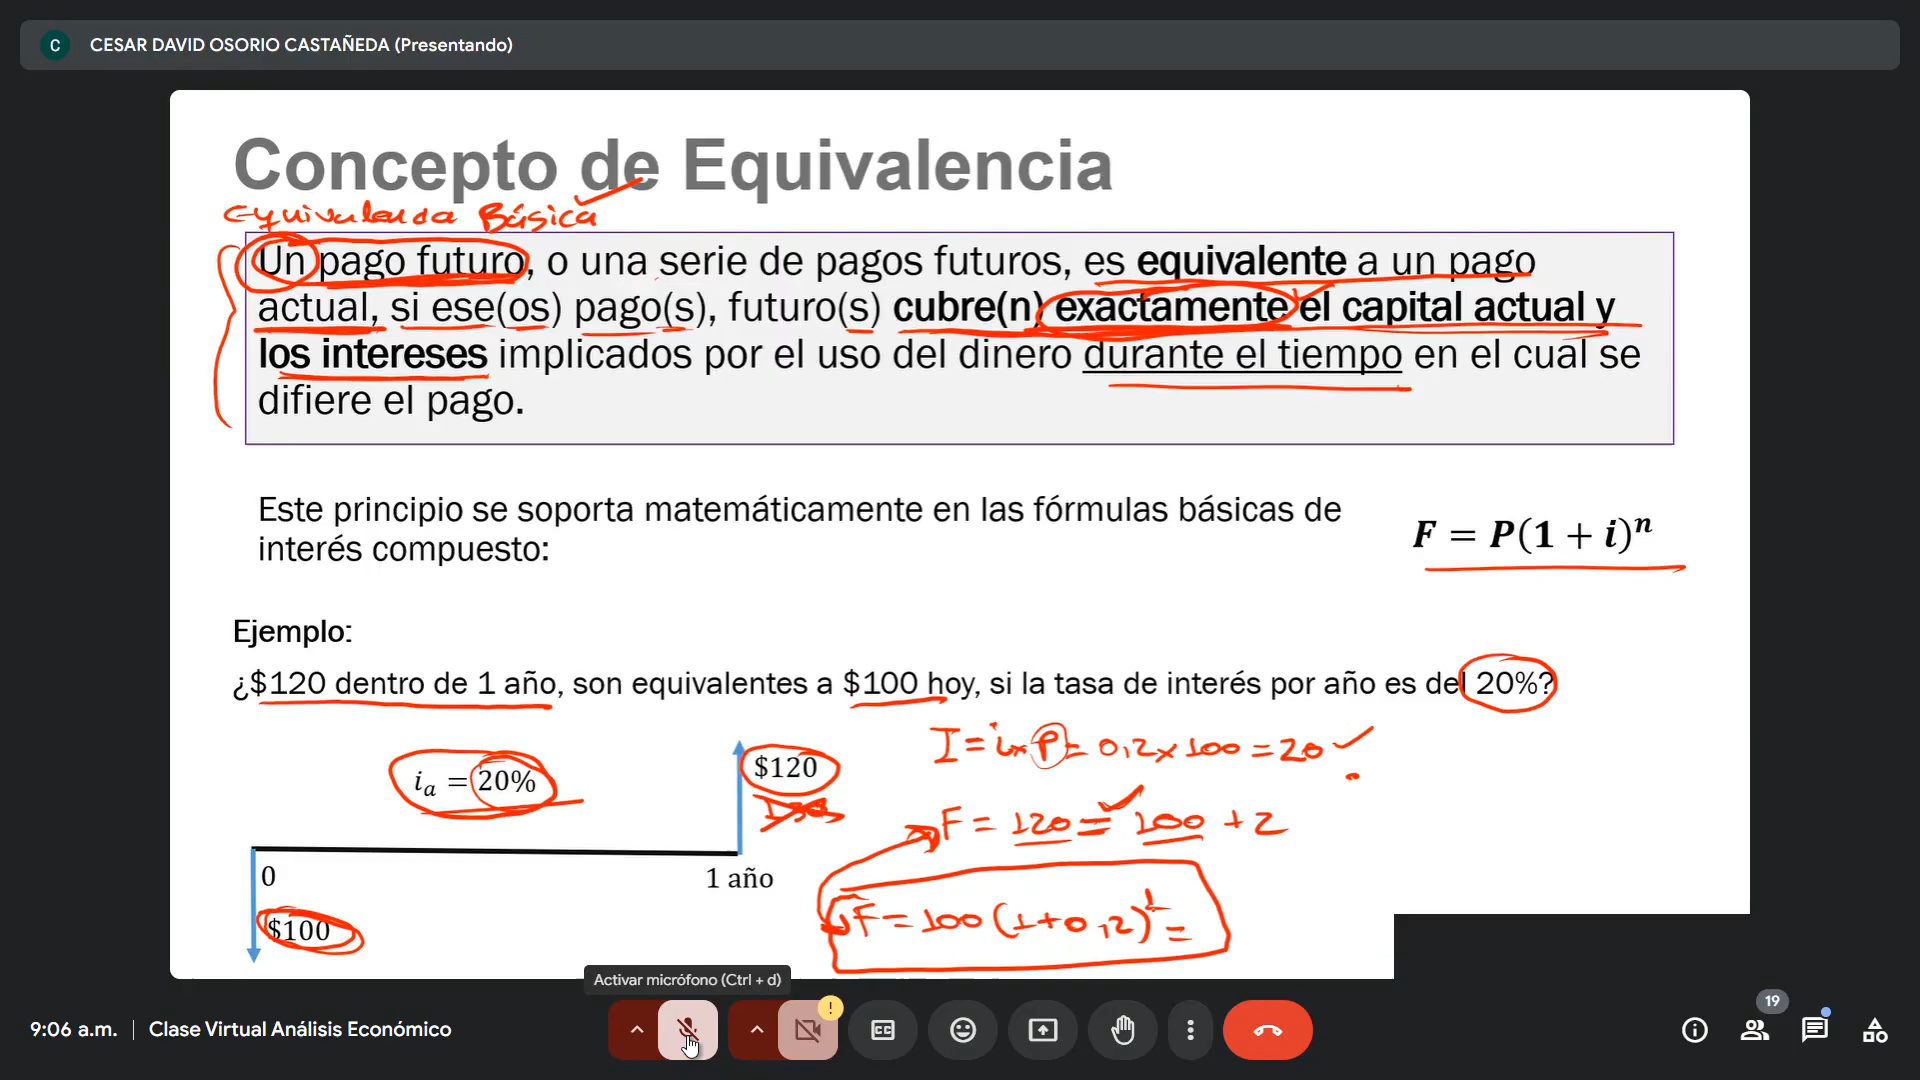 C CESAR DAVID OSORIO CASTAÑEDA (Presentando)
Concepto de Equivalencia
Equivalencia Básica
Un pago futuro, o una serie de pagos futuros, es equivalente a un pago
actual, si ese(os) pago(s), futuro(s) cubre(n) exactamente el capital actual y
los intereses implicados por el uso del dinero durante el tiempo en el cual se
difiere el pago.
Este principio se soporta matemáticamente en las fórmulas básicas de
interés compuesto:
F = P(1 + i)^n
Ejemplo:
¿$120 dentro de 1 año, son equivalentes a $100 hoy, si la tasa de interés por año es del 20%?
I = i x P = 0,2 x 100 = 20
i_a = 20%
$120
F = 120 = 100 + 2
0
1 año
$100
F = 100 (1+0,2)^1 =
Activar micrófono (Ctrl + d)
9:06 a.m. | Clase Virtual Análisis Económico
!
CC
19